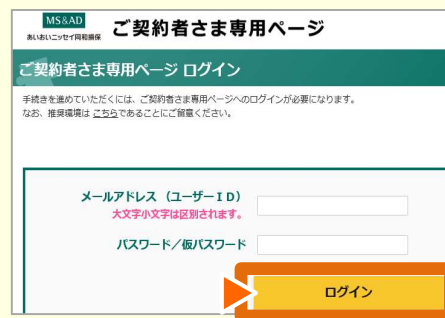 MS&AD
あいおいニッセイ同和損保
ご契約者さま専用ページ
ご契約者さま専用ページ ログイン
手続きを進めていただくには、ご契約者さま専用ページへのログインが必要になります。
なお、推奨環境は こちらであることにご留意ください。
メールアドレス （ユーザーＩＤ）
大文字小文字は区別されます。
パスワード／仮パスワード
ログイン